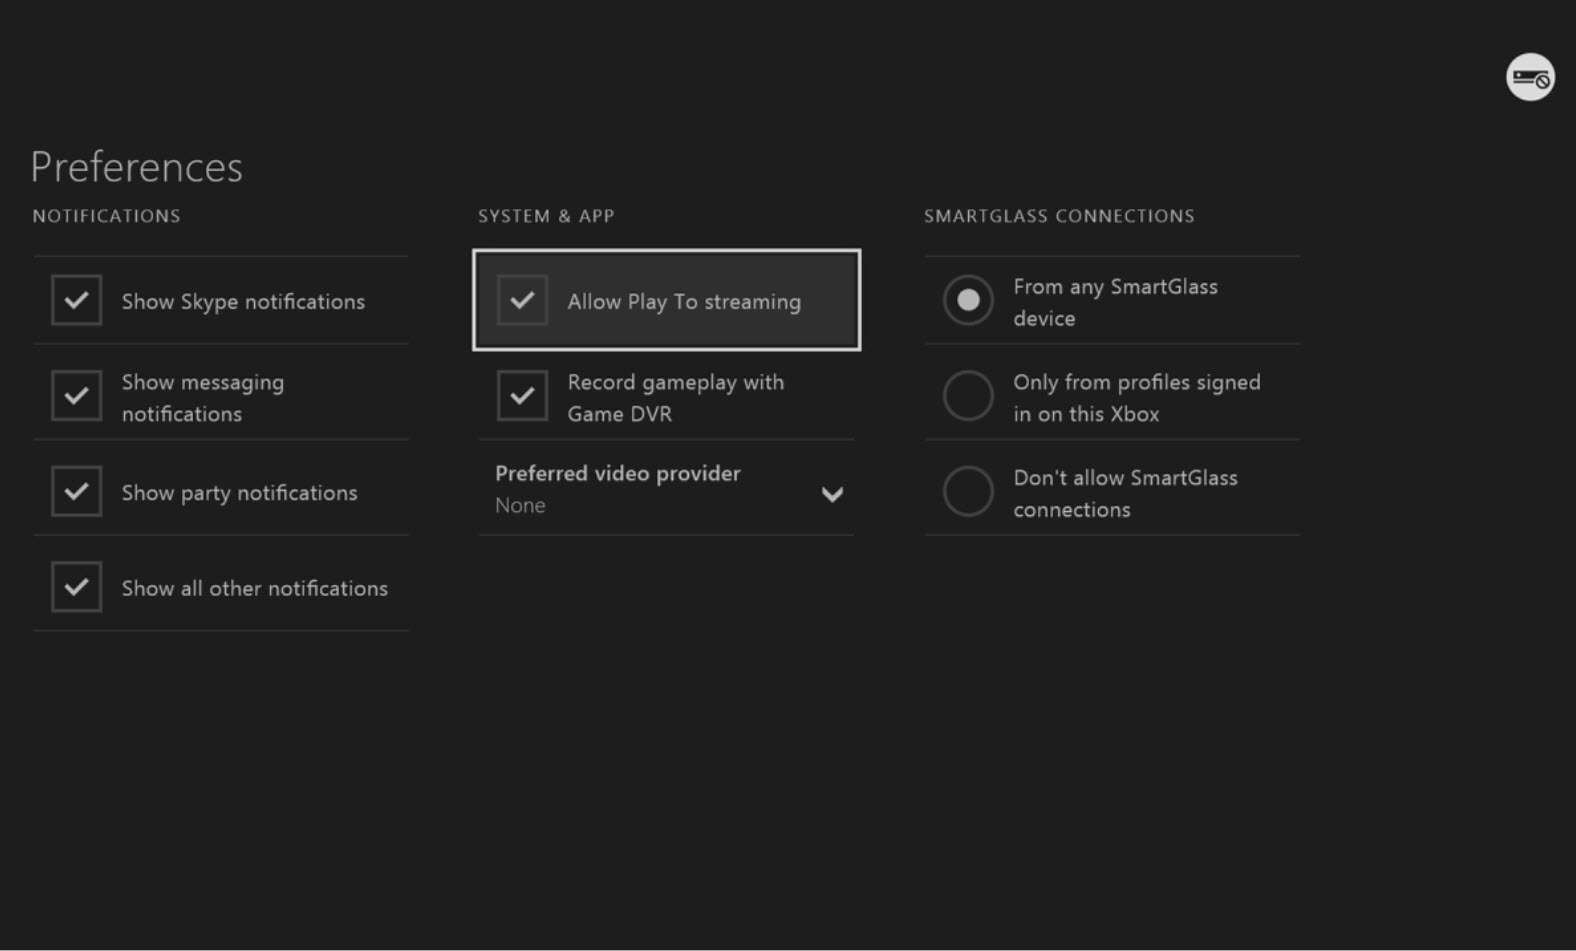 Preferences
NOTIFICATIONS
Show Skype notifications
Show messaging
notifications
Show party notifications
Show all other notifications
SYSTEM & APP
Allow Play To streaming
Record gameplay with
Game DVR
Preferred video provider
None
SMARTGLASS CONNECTIONS
From any SmartGlass
device
Only from profiles signed
in on this Xbox
Don't allow SmartGlass
connections